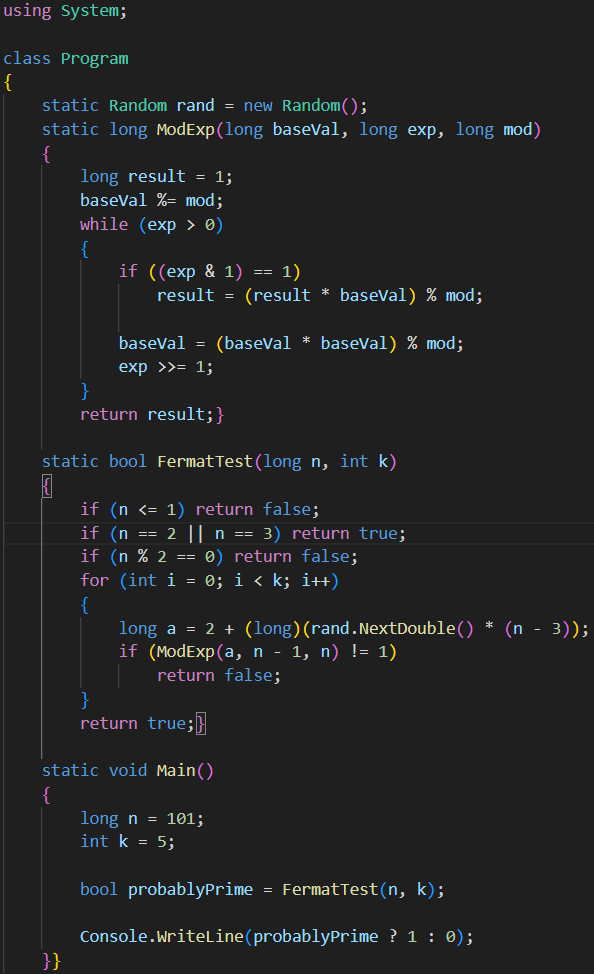 using System;

class Program
{
    static Random rand = new Random();
    static long ModExp(long baseVal, long exp, long mod)
    {
        long result = 1;
        baseVal %= mod;
        while (exp > 0)
        {
            if ((exp & 1) == 1)
                result = (result * baseVal) % mod;

            baseVal = (baseVal * baseVal) % mod;
            exp >>= 1;
        }
        return result;}

    static bool FermatTest(long n, int k)
    {
        if (n <= 1) return false;
        if (n == 2 || n == 3) return true;
        if (n % 2 == 0) return false;
        for (int i = 0; i < k; i++)
        {
            long a = 2 + (long)(rand.NextDouble() * (n - 3));
            if (ModExp(a, n - 1, n) != 1)
                return false;
        }
        return true;}

    static void Main()
    {
        long n = 101;
        int k = 5;

        bool probablyPrime = FermatTest(n, k);

        Console.WriteLine(probablyPrime ? 1 : 0);
    }}